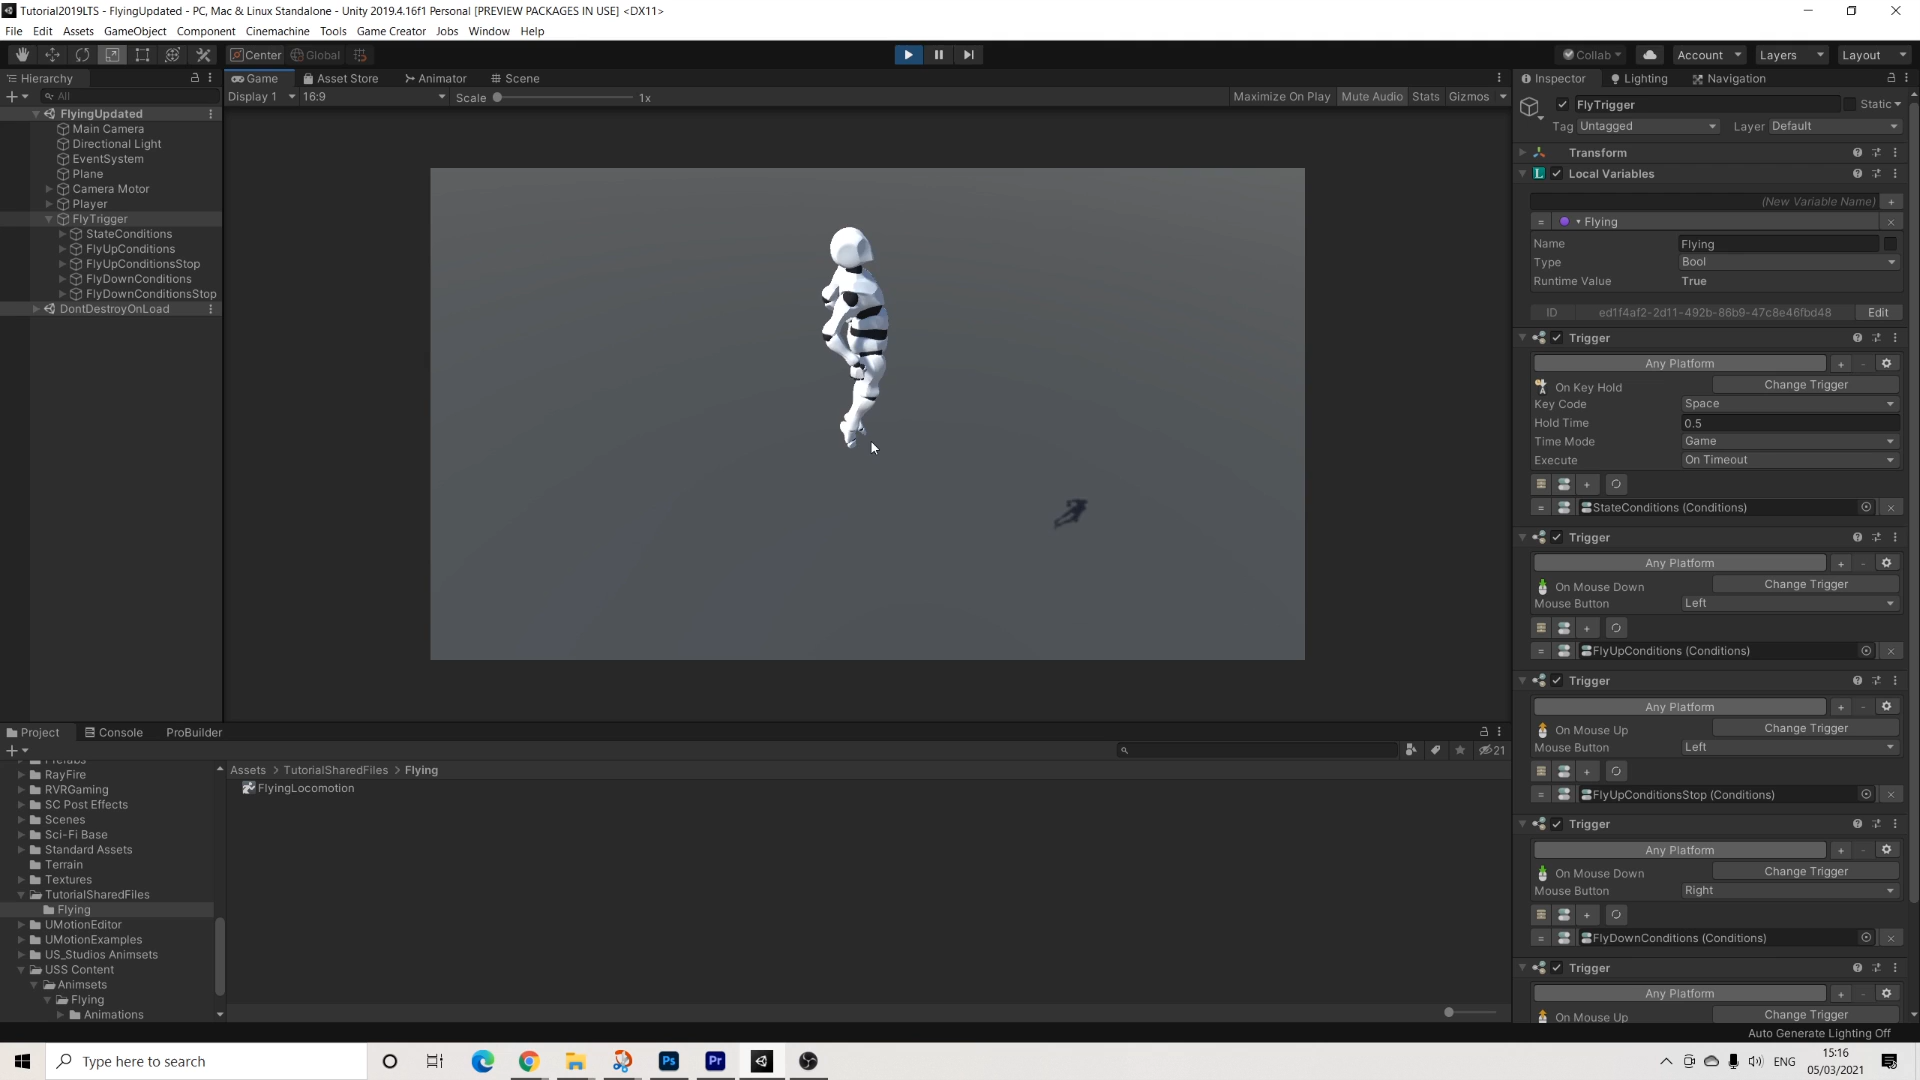 Tutorial2019LTS - FlyingUpdated - PC, Mac & Linux Standalone - Unity 2019.4.16f1 Personal [PREVIEW PACKAGES IN USE] <DX11>
File Edit Assets GameObject Component Cinemachine Tools Game Creator Jobs Window Help
Center Global Collab Account Layers Layout
Hierarchy Game Asset Store Animator Scene Inspector Lighting Navigation
All Display 1 16:9 Scale 1x Maximize On Play Mute Audio Stats Gizmos
FlyTrigger Static
FlyingUpdated
Tag Untagged Layer Default
Main Camera
Directional Light
Transform
EventSystem
Plane
L Local Variables
Camera Motor
Player
(New Variable Name)
FlyTrigger
Flying
StateConditions
Name Flying
FlyUpConditions
Type Bool
FlyUpConditionsStop
Runtime Value True
FlyDownConditions
FlyDownConditionsStop
DontDestroyOnLoad
ID ed1f4af2-2d11-492b-86b9-47c8e46fbd48 Edit
Trigger
Any Platform
On Key Hold Change Trigger
Key Code Space
Hold Time 0.5
Time Mode Game
Execute On Timeout
StateConditions (Conditions)
Trigger
Any Platform
On Mouse Down Change Trigger
Mouse Button Left
FlyUpConditions (Conditions)
Trigger
Any Platform
On Mouse Up Change Trigger
Mouse Button Left
FlyUpConditionsStop (Conditions)
Trigger
Any Platform
On Mouse Down Change Trigger
Mouse Button Right
FlyDownConditions (Conditions)
Trigger
Any Platform
On Mouse Up Change Trigger
Project Console ProBuilder
21
Assets > TutorialSharedFiles > Flying
FlyingLocomotion
RayFire
RVRGaming
SC Post Effects
Scenes
Sci-Fi Base
Standard Assets
Terrain
Textures
TutorialSharedFiles
Flying
UMotionEditor
UMotionExamples
US_Studios Animsets
USS Content
Animsets
Flying
Animations
Auto Generate Lighting Off
Type here to search
Ps Pr
ENG 15:16
05/03/2021